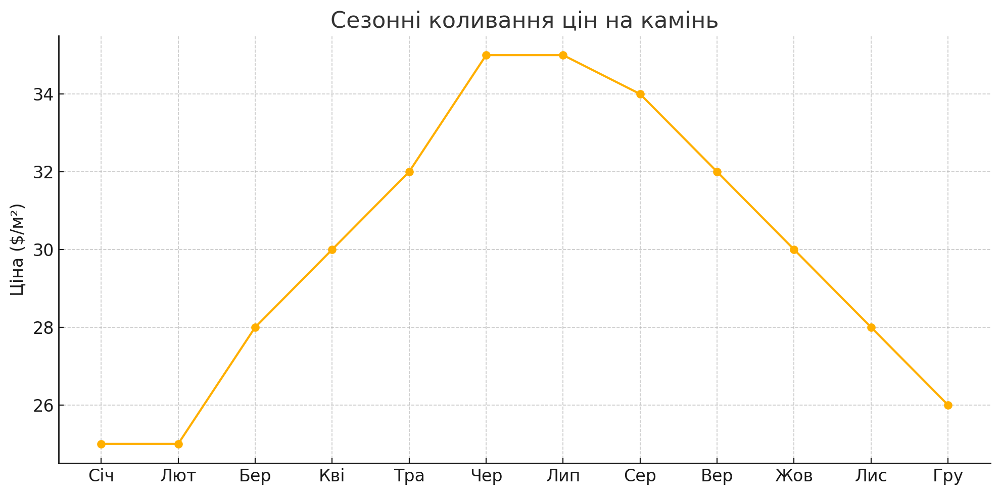 Сезонні коливання цін на камінь
Ціна ($/м²)
34
32
30
28
26
Січ Лют Бер Кві Тра Чер Лип Сер Вер Жов Лис Гру